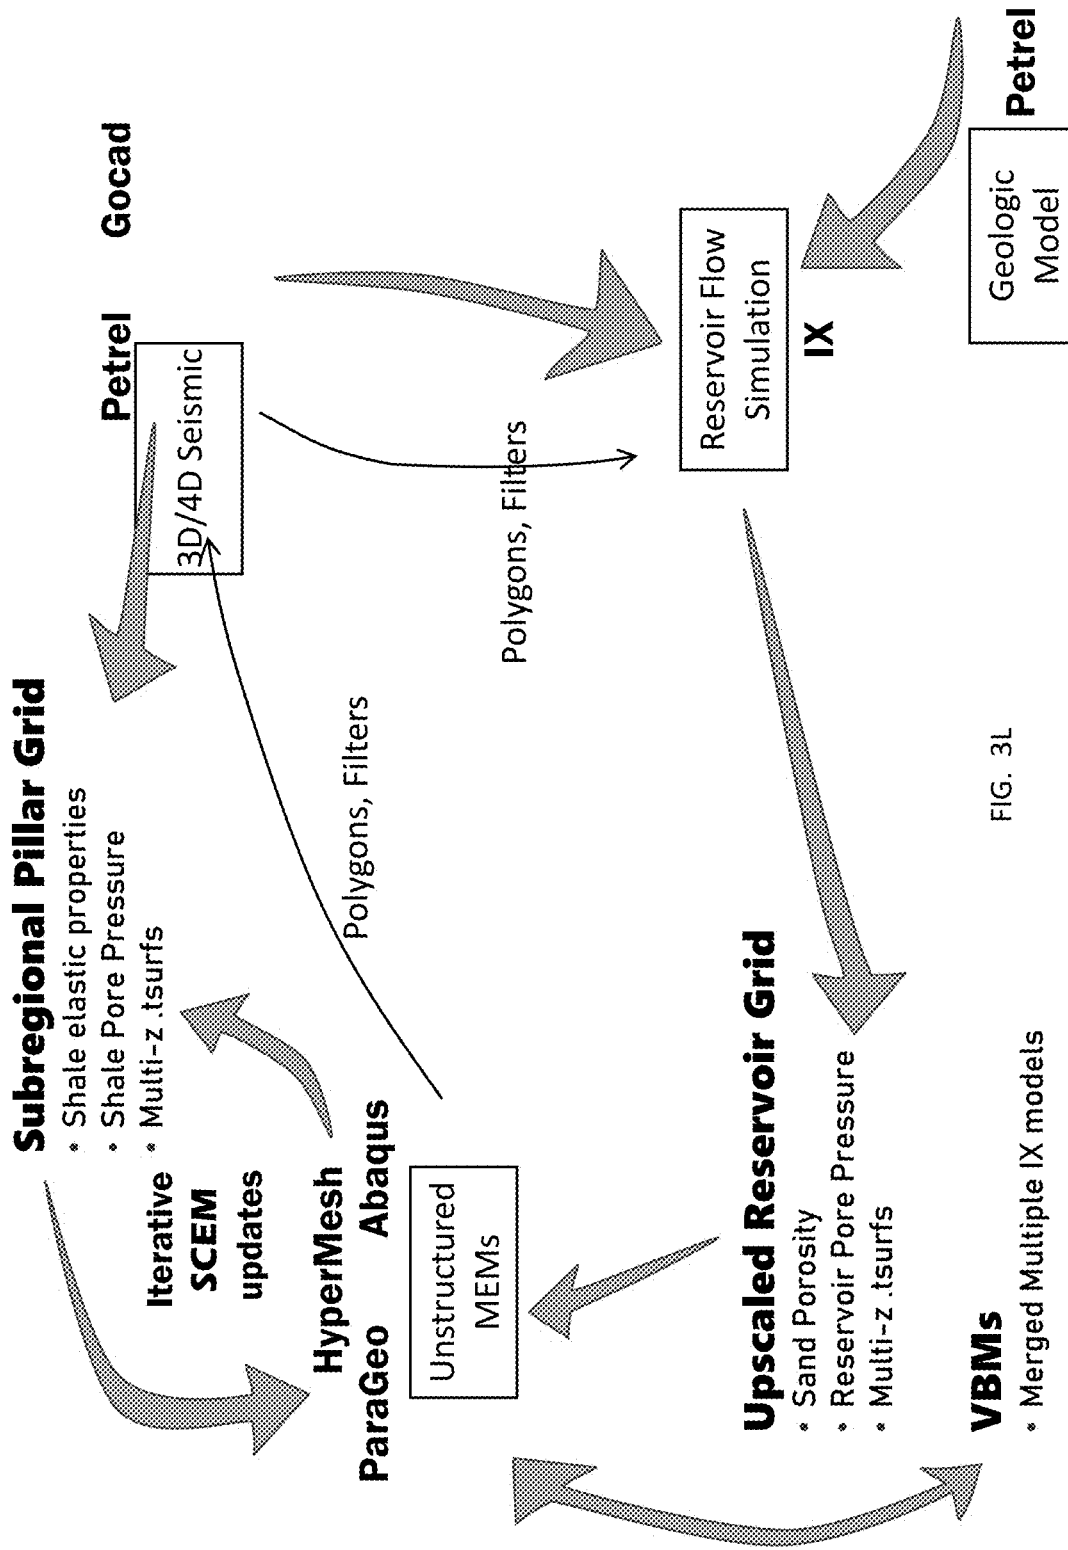 Subregional Pillar Grid
• Shale elastic properties
• Shale Pore Pressure
• Multi-z .tsurfs
Iterative
SCEM
updates
HyperMesh
ParaGeo Abaqus
Unstructured
MEMs
Petrel Gocad
3D/4D Seismic
Polygons, Filters
Polygons, Filters
Reservoir Flow
Simulation
IX
Upscaled Reservoir Grid
• Sand Porosity
• Reservoir Pore Pressure
• Multi-z .tsurfs
VBMs
• Merged Multiple IX models
Geologic
Model
Petrel
FIG. 3L